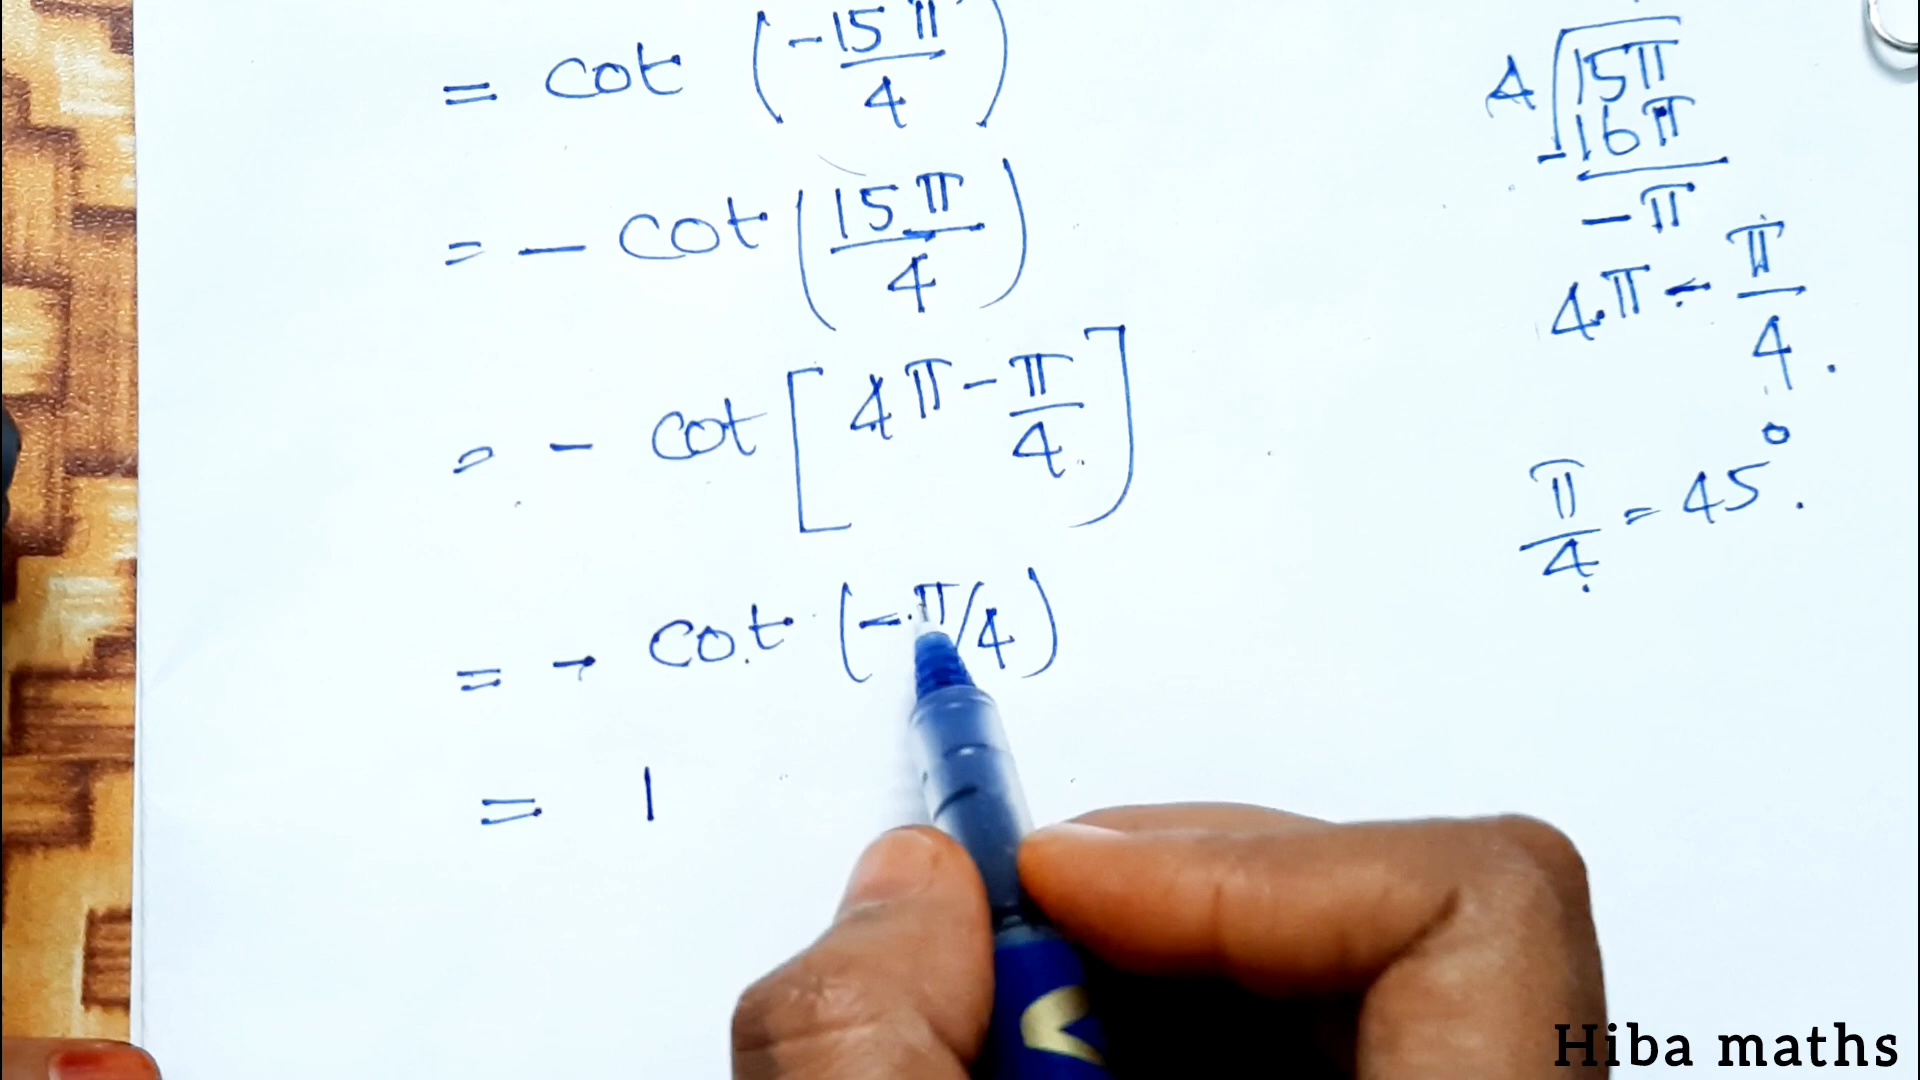 = cot (-15π/4)
= - cot (15π/4)
= - cot [4π - π/4]
= - cot (-π/4)
= 1
4 15π
-16π
-π
4π - π/4.
π/4 = 45°.
Hiba maths